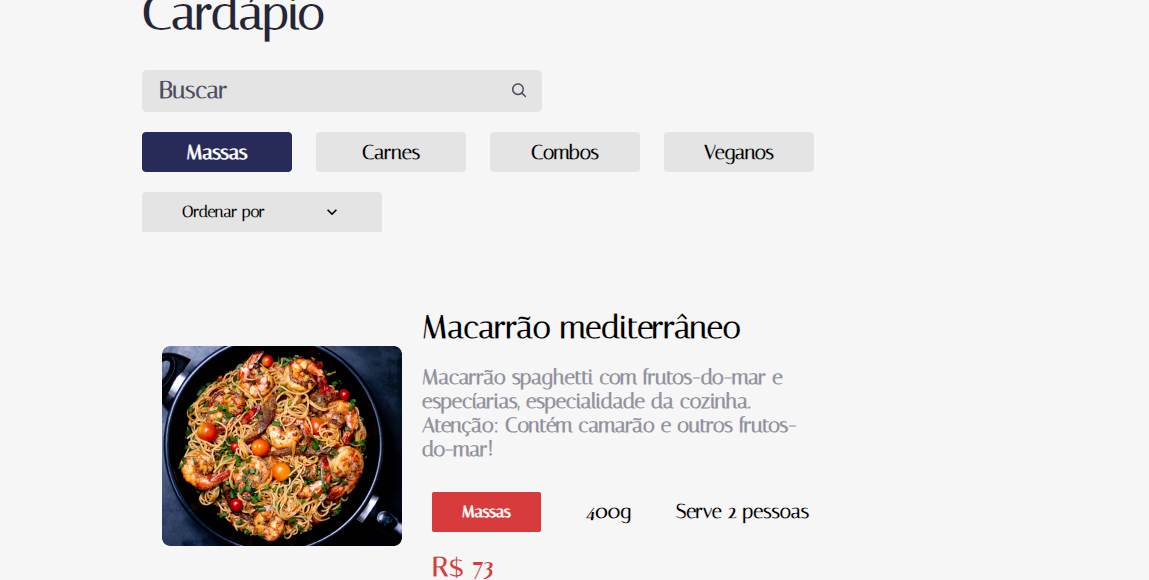 Cardápio
Buscar
Massas Carnes Combos Veganos
Ordenar por
Macarrão mediterrâneo
Macarrão spaghetti com frutos-do-mar e
especíarias, especialidade da cozinha.
Atenção: Contém camarão e outros frutos-
do-mar!
Massas 400g Serve 2 pessoas
R$ 73